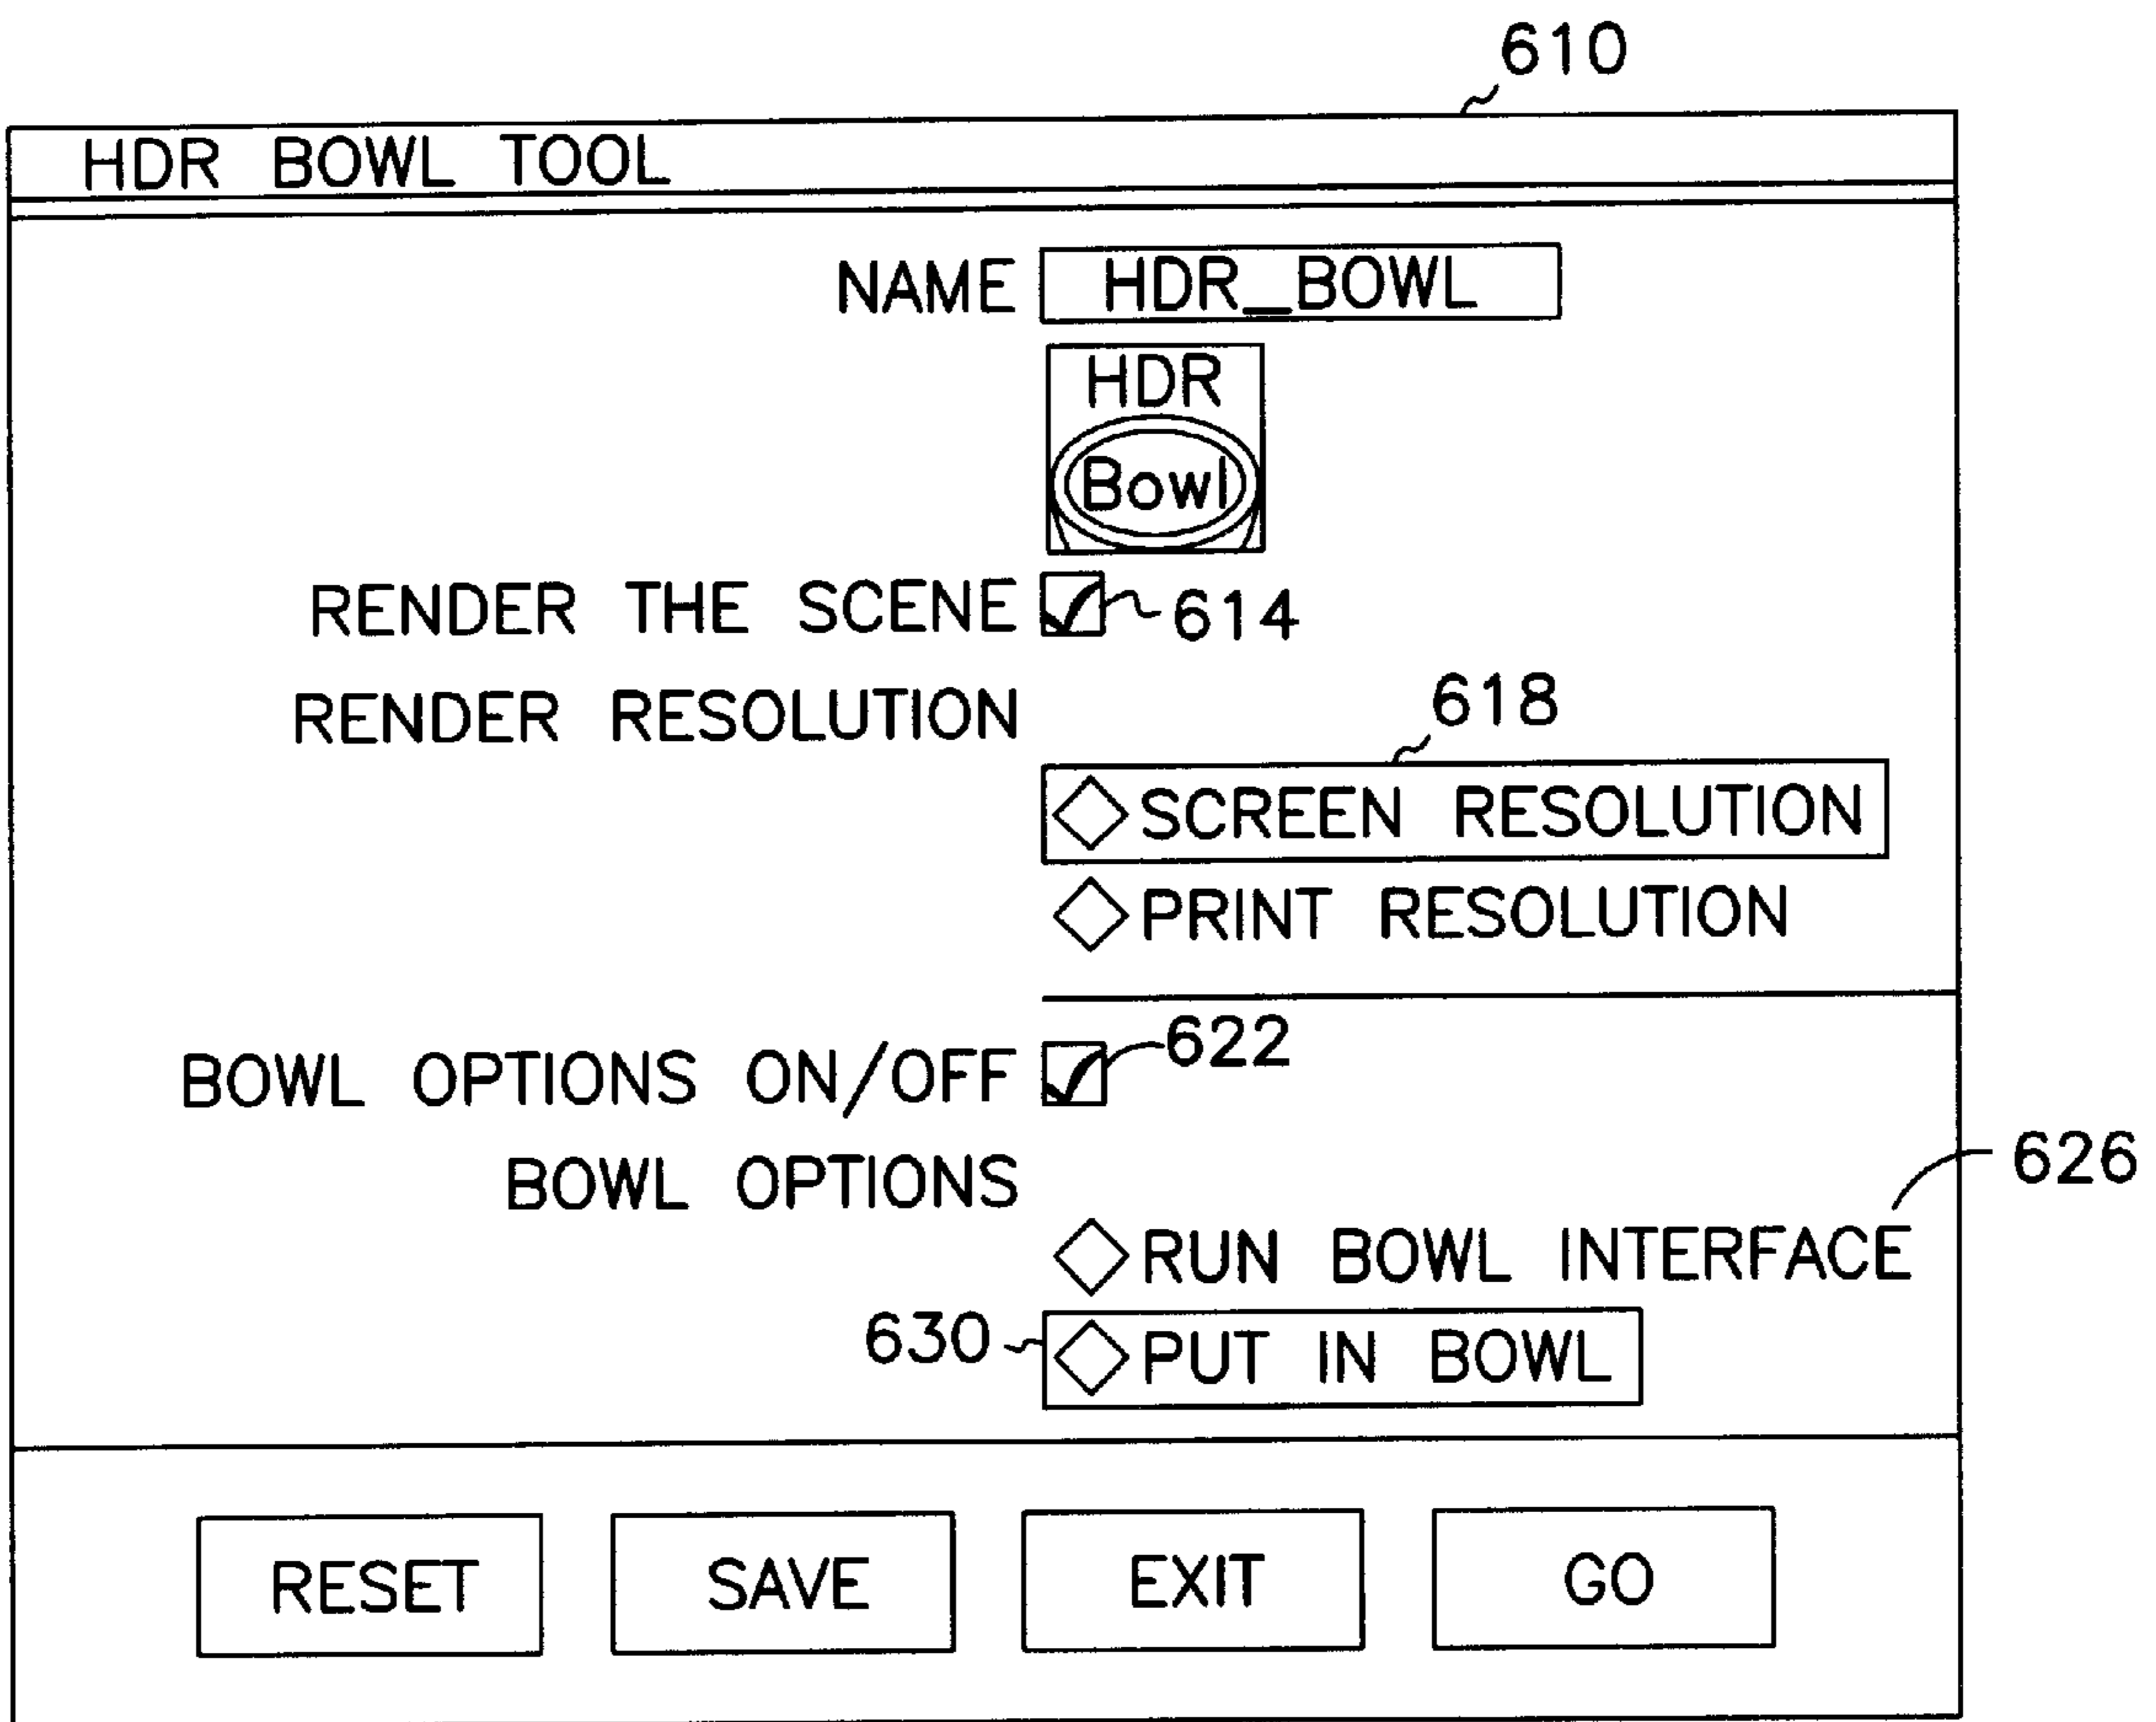 610
HDR BOWL TOOL
NAME HDR_BOWL
HDR
Bowl
RENDER THE SCENE 614
RENDER RESOLUTION
618
SCREEN RESOLUTION
PRINT RESOLUTION
BOWL OPTIONS ON/OFF 622
BOWL OPTIONS
626
RUN BOWL INTERFACE
630 PUT IN BOWL
RESET SAVE EXIT GO